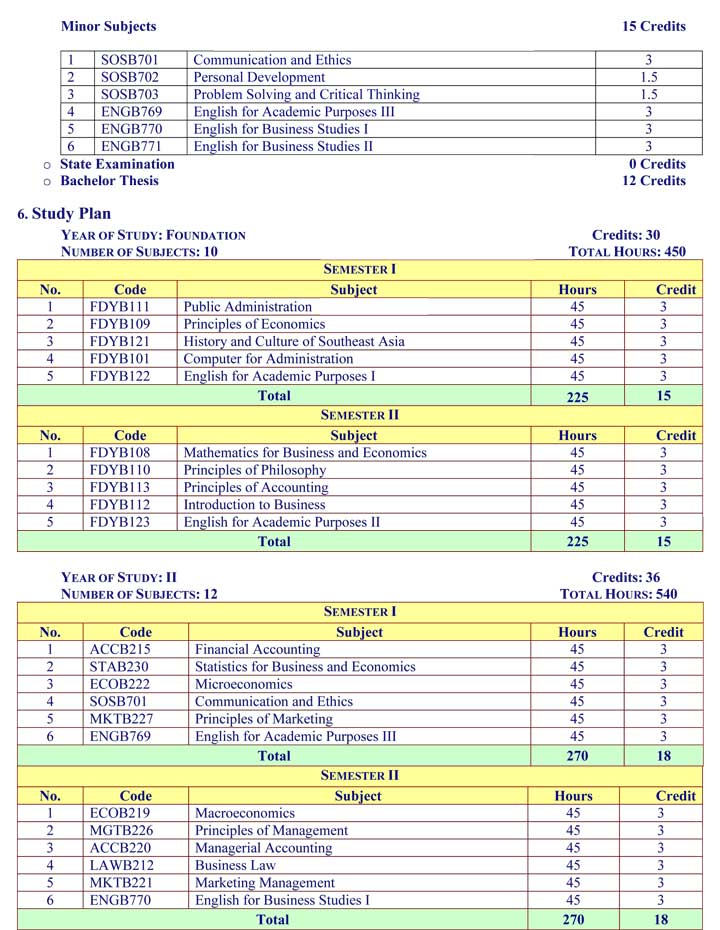 Minor Subjects 15 Credits
1 SOSB701 Communication and Ethics 3
2 SOSB702 Personal Development 1.5
3 SOSB703 Problem Solving and Critical Thinking 1.5
4 ENGB769 English for Academic Purposes III 3
5 ENGB770 English for Business Studies I 3
6 ENGB771 English for Business Studies II 3
o State Examination 0 Credits
o Bachelor Thesis 12 Credits
6. Study Plan
YEAR OF STUDY: FOUNDATION Credits: 30
NUMBER OF SUBJECTS: 10 TOTAL HOURS: 450
SEMESTER I
No. Code Subject Hours Credit
1 FDYB111 Public Administration 45 3
2 FDYB109 Principles of Economics 45 3
3 FDYB121 History and Culture of Southeast Asia 45 3
4 FDYB101 Computer for Administration 45 3
5 FDYB122 English for Academic Purposes I 45 3
Total 225 15
SEMESTER II
No. Code Subject Hours Credit
1 FDYB108 Mathematics for Business and Economics 45 3
2 FDYB110 Principles of Philosophy 45 3
3 FDYB113 Principles of Accounting 45 3
4 FDYB112 Introduction to Business 45 3
5 FDYB123 English for Academic Purposes II 45 3
Total 225 15
YEAR OF STUDY: II Credits: 36
NUMBER OF SUBJECTS: 12 TOTAL HOURS: 540
SEMESTER I
No. Code Subject Hours Credit
1 ACCB215 Financial Accounting 45 3
2 STAB230 Statistics for Business and Economics 45 3
3 ECOB222 Microeconomics 45 3
4 SOSB701 Communication and Ethics 45 3
5 MKTB227 Principles of Marketing 45 3
6 ENGB769 English for Academic Purposes III 45 3
Total 270 18
SEMESTER II
No. Code Subject Hours Credit
1 ECOB219 Macroeconomics 45 3
2 MGTB226 Principles of Management 45 3
3 ACCB220 Managerial Accounting 45 3
4 LAWB212 Business Law 45 3
5 MKTB221 Marketing Management 45 3
6 ENGB770 English for Business Studies I 45 3
Total 270 18